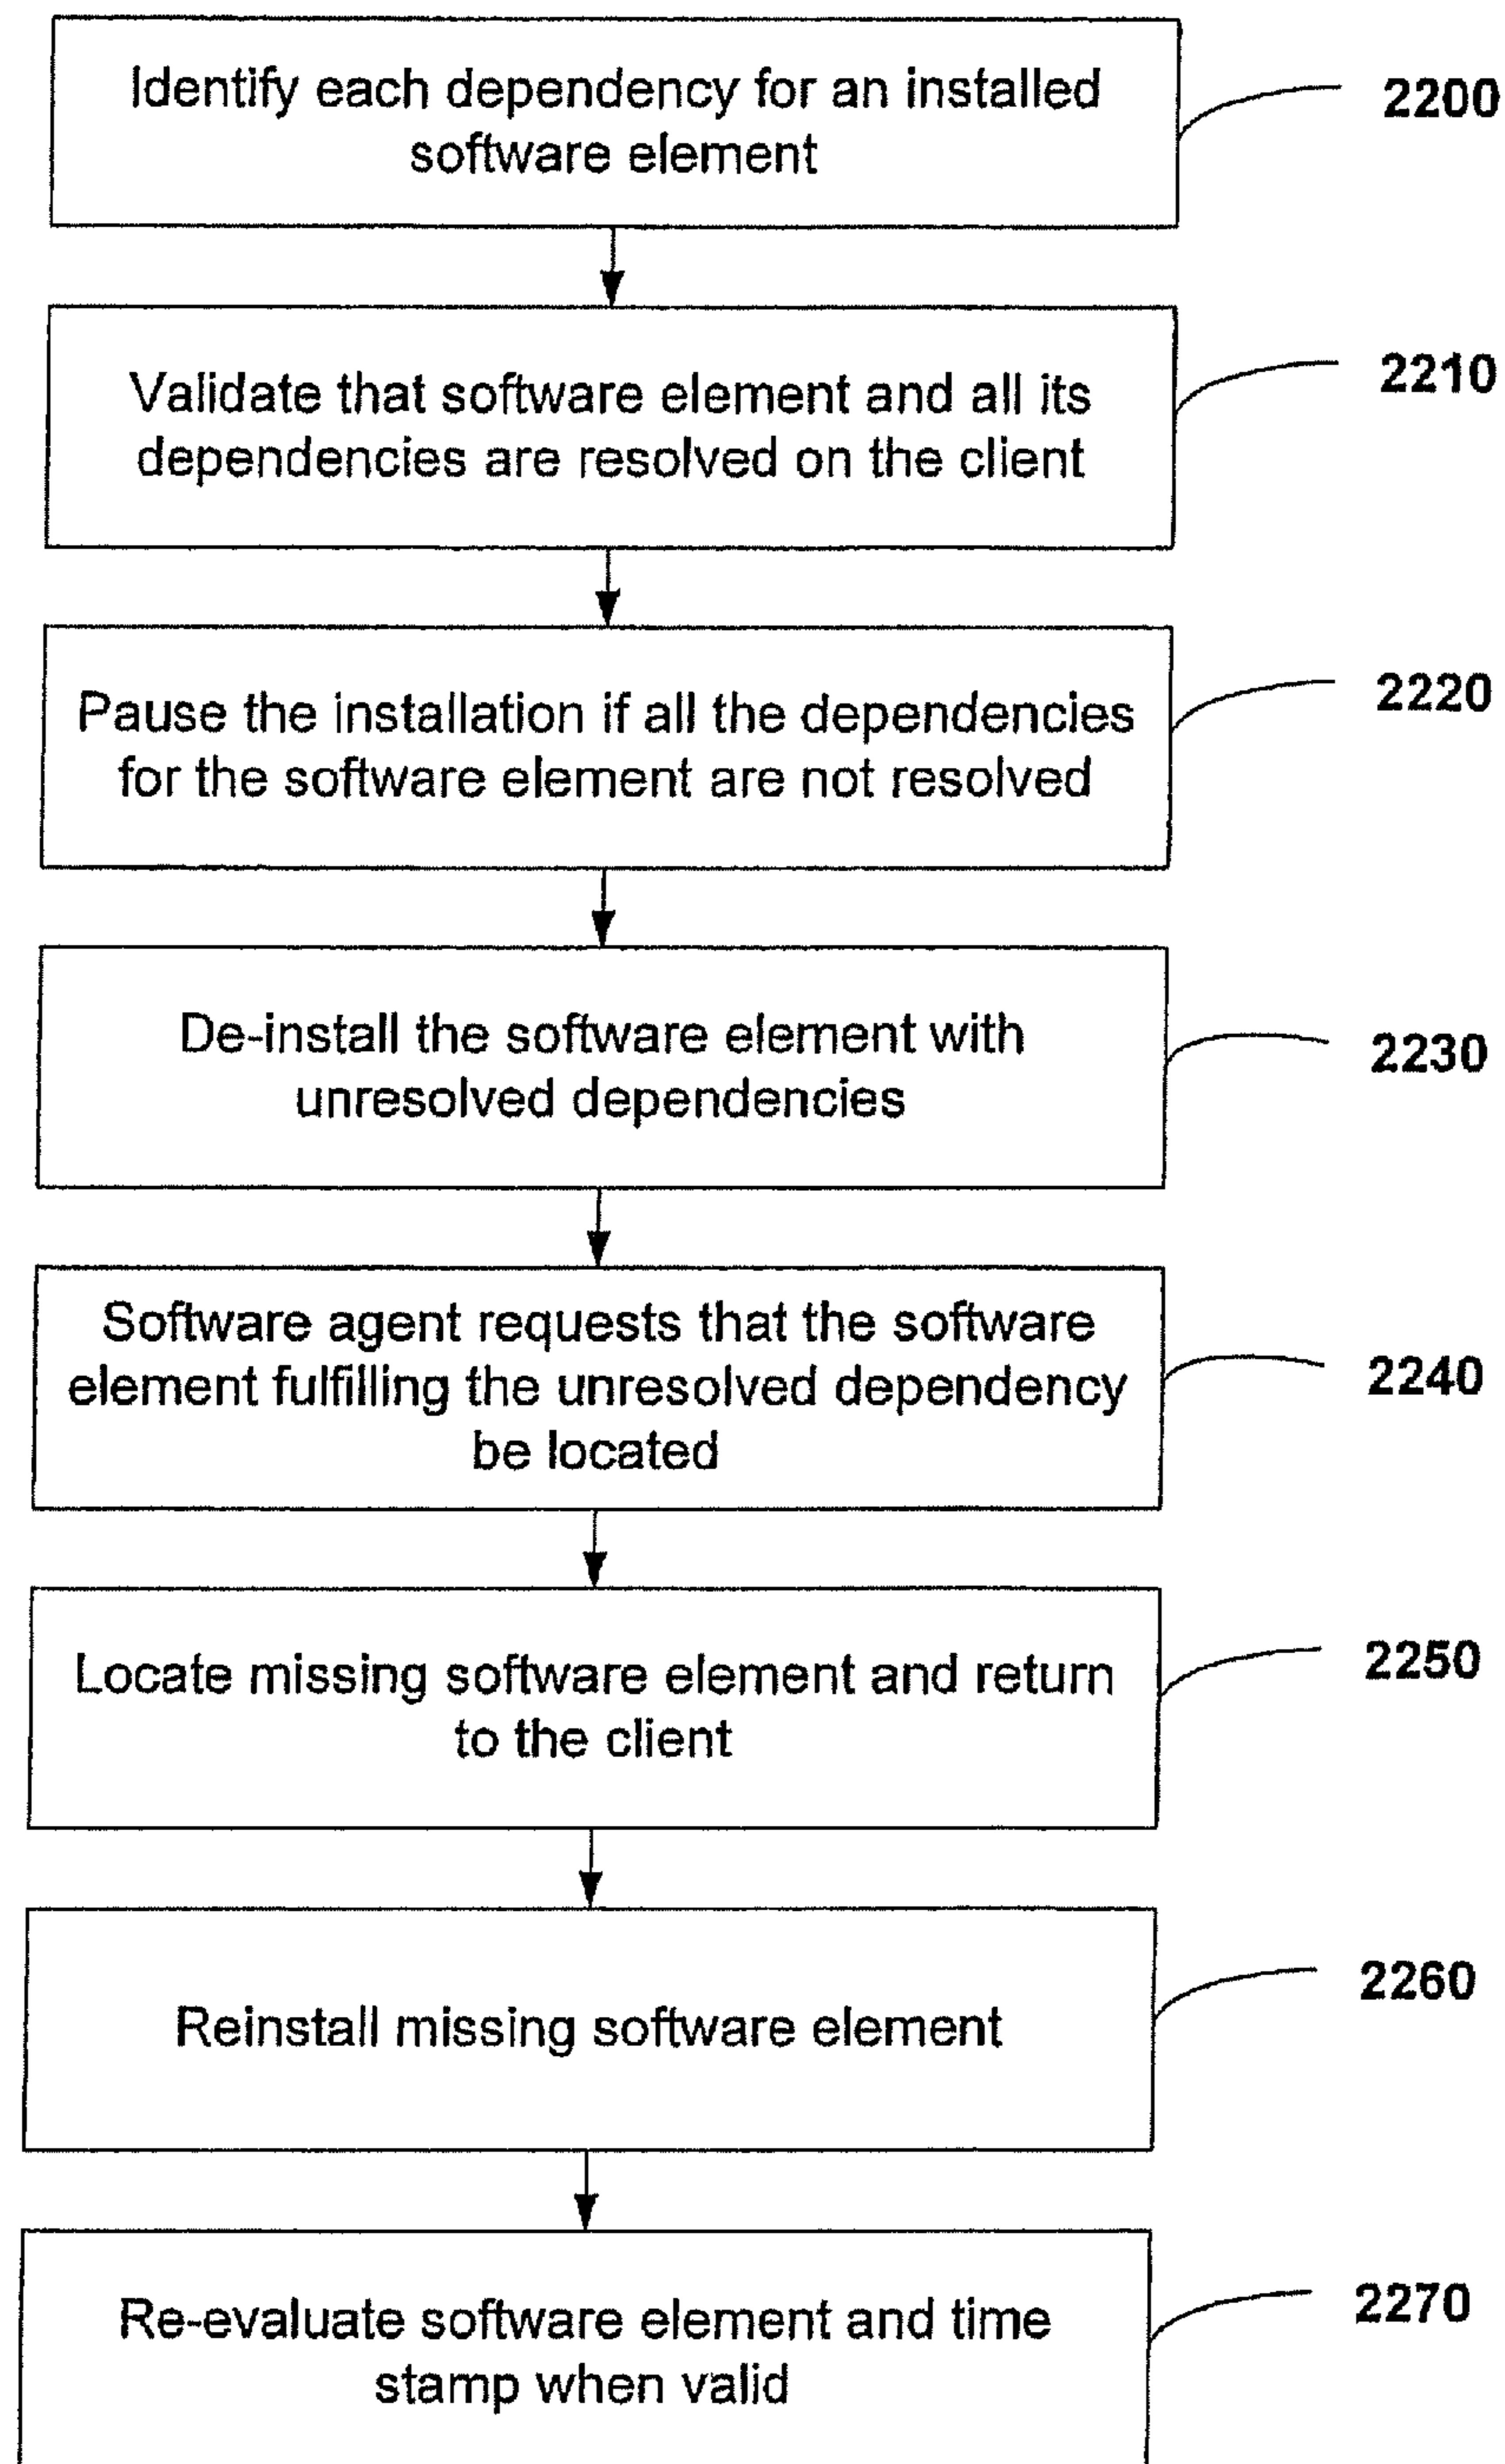 Identify each dependency for an installed
software element
2200
Validate that software element and all its
dependencies are resolved on the client
2210
Pause the installation if all the dependencies
for the software element are not resolved
2220
De-install the software element with
unresolved dependencies
2230
Software agent requests that the software
element fulfilling the unresolved dependency
be located
2240
Locate missing software element and return
to the client
2250
Reinstall missing software element
2260
Re-evaluate software element and time
stamp when valid
2270